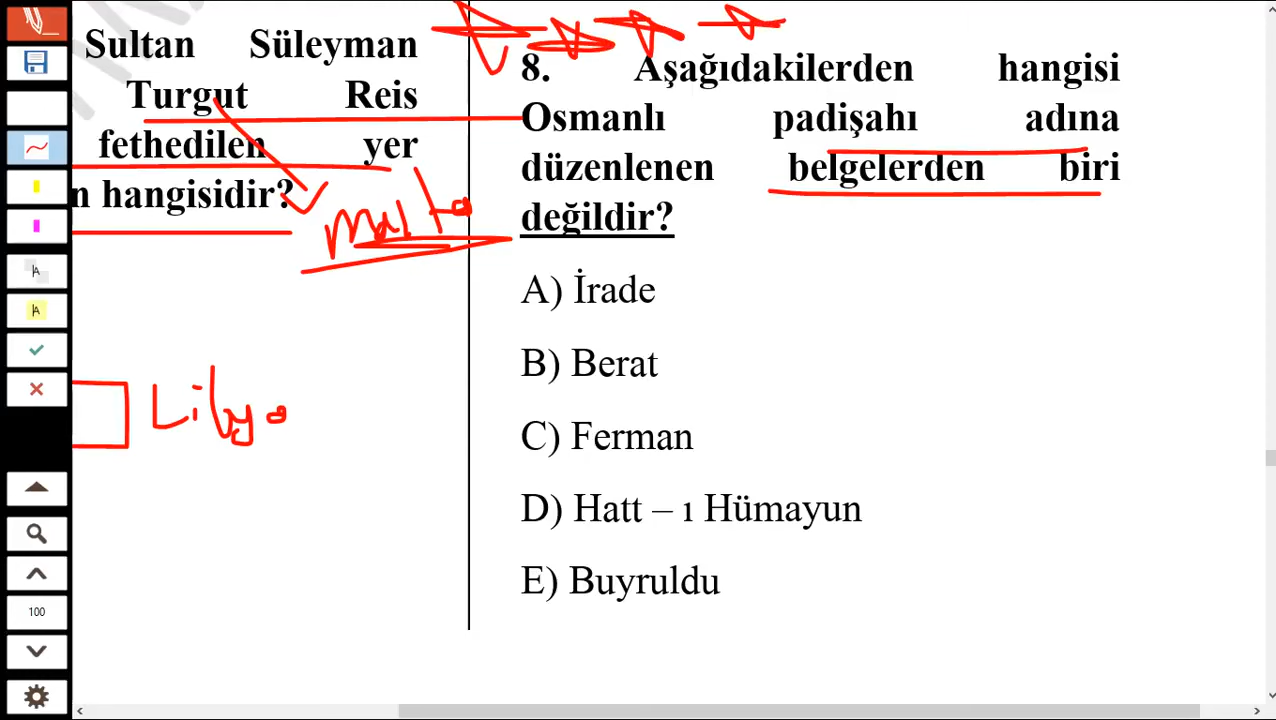 Sultan Süleyman
Turgut Reis
fethedilen yer
n hangisidir?
Malta
Libya
8. Aşağıdakilerden hangisi
Osmanlı padişahı adına
düzenlenen belgelerden biri
değildir?
A) İrade
B) Berat
C) Ferman
D) Hatt – ı Hümayun
E) Buyruldu
A
A
100